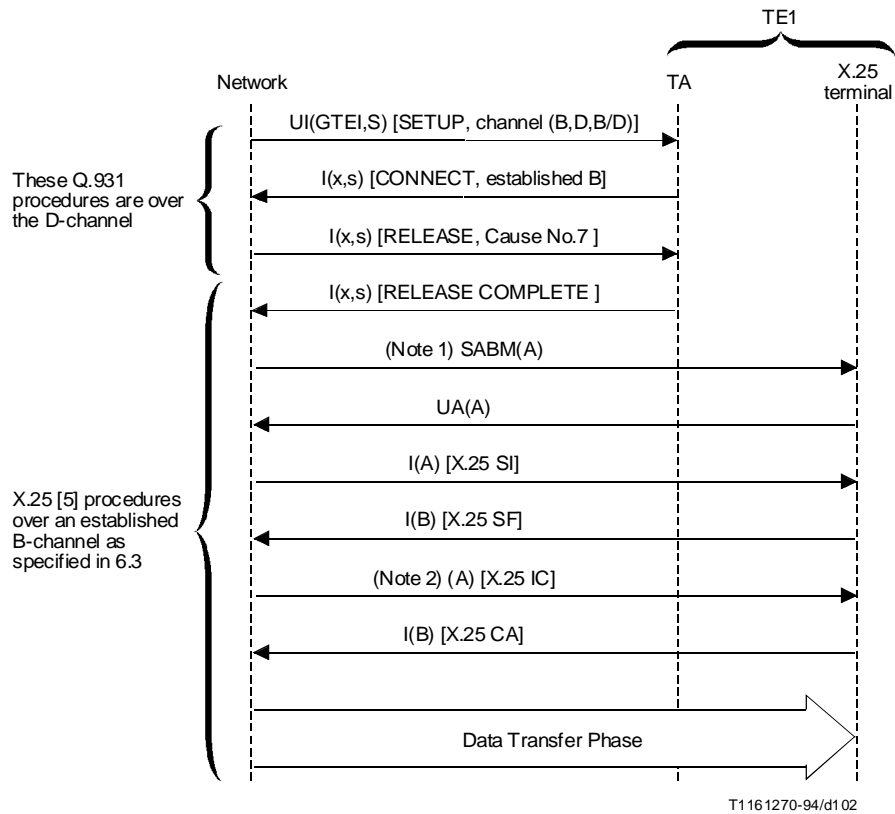 TE1
Network
TA
X.25
terminal
UI(GTEI,S) [SETUP, channel (B,D,B/D)]
These Q.931
procedures are over
the D-channel
I(x,s) [CONNECT, established B]
I(x,s) [RELEASE, Cause No.7 ]
I(x,s) [RELEASE COMPLETE ]
(Note 1) SABM(A)
UA(A)
I(A) [X.25 SI]
X.25 [5] procedures
over an established
B-channel as
specified in 6.3
I(B) [X.25 SF]
(Note 2) (A) [X.25 IC]
I(B) [X.25 CA]
Data Transfer Phase
T1161270-94/d102